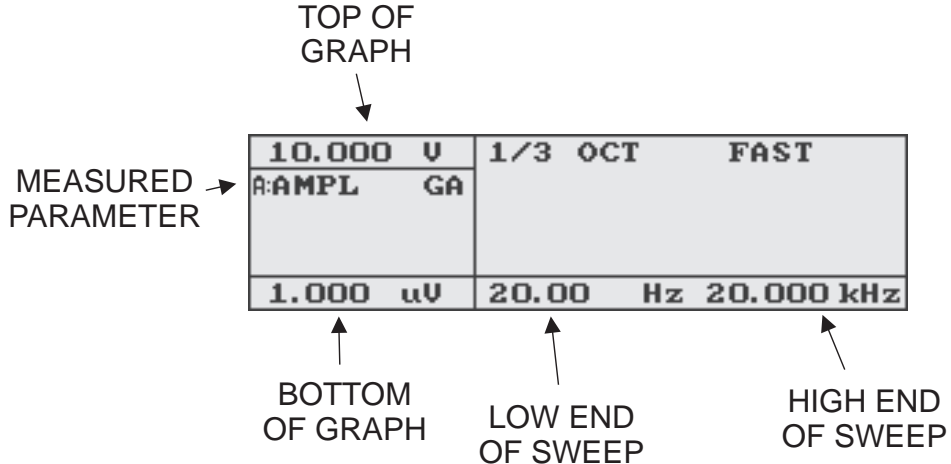 TOP OF
GRAPH
10.000 V
1/3 OCT FAST
MEASURED
PARAMETER
A:AMPL GA
1.000 uV
20.00 Hz 20.000 kHz
BOTTOM
OF GRAPH
LOW END
OF SWEEP
HIGH END
OF SWEEP